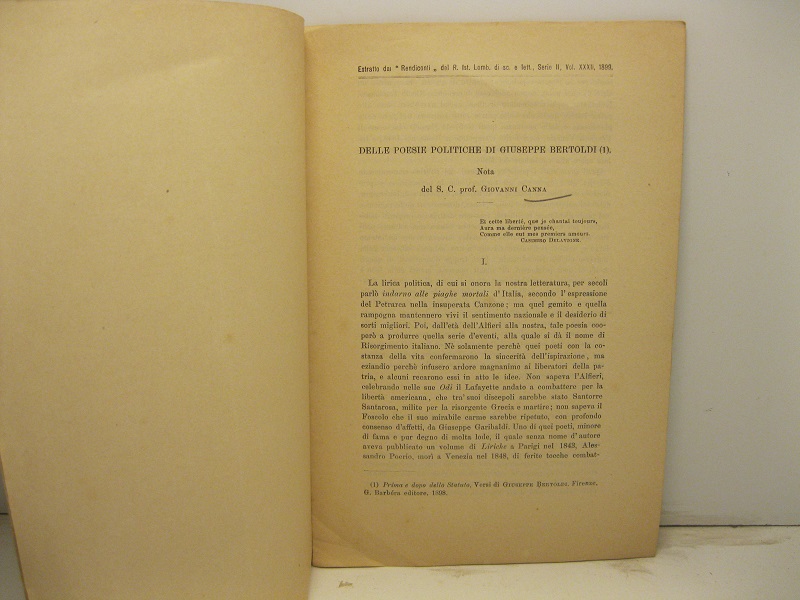 Estratto dai " Rendiconti „ del R. Ist. Lomb. di sc. e lett., Serie II, Vol. XXXII, 1899.
DELLE POESIE POLITICHE DI GIUSEPPE BERTOLDI (1).
Nota
del S. C. prof. GIOVANNI CANNA
Et cette liberté, que je chantai toujours,
Aura ma dernière pensée,
Comme elle eut mes premiers amours.
CASIMIRO DELAVIGNE.
I.
La lirica politica, di cui si onora la nostra letteratura, per secoli
parlò indarno alle piaghe mortali d'Italia, secondo l'espressione
del Petrarca nella insuperata Canzone; ma quel gemito e quella
rampogna mantennero vivi il sentimento nazionale e il desiderio di
sorti migliori. Poi, dall'età dell'Alfieri alla nostra, tale poesia coo-
però a produrre quella serie d'eventi, alla quale si dà il nome di
Risorgimento italiano. Nè solamente perchè quei poeti con la co-
stanza della vita confermarono la sincerità dell'ispirazione, ma
eziandio perchè infusero ardore magnanimo ai liberatori della pa-
tria, e alcuni recarono essi in atto le idee. Non sapeva l'Alfieri,
celebrando nelle sue Odi il Lafayette andato a combattere per la
libertà americana, che tra' suoi discepoli sarebbe stato Santorre
Santarosa, milite per la risorgente Grecia e martire; non sapeva il
Foscolo che il suo mirabile carme sarebbe ripetuto, con profondo
consenso d'affetti, da Giuseppe Garibaldi. Uno di quei poeti, minore
di fama e pur degno di molta lode, il quale senza nome d'autore
aveva pubblicato un volume di Liriche a Parigi nel 1843, Ales-
sandro Poerio, morì a Venezia nel 1848, di ferite tocche combat-
(1) Prima e dopo dello Statuto, Versi di GIUSEPPE BERTOLDI. Firenze,
G. Barbèra editore, 1898.